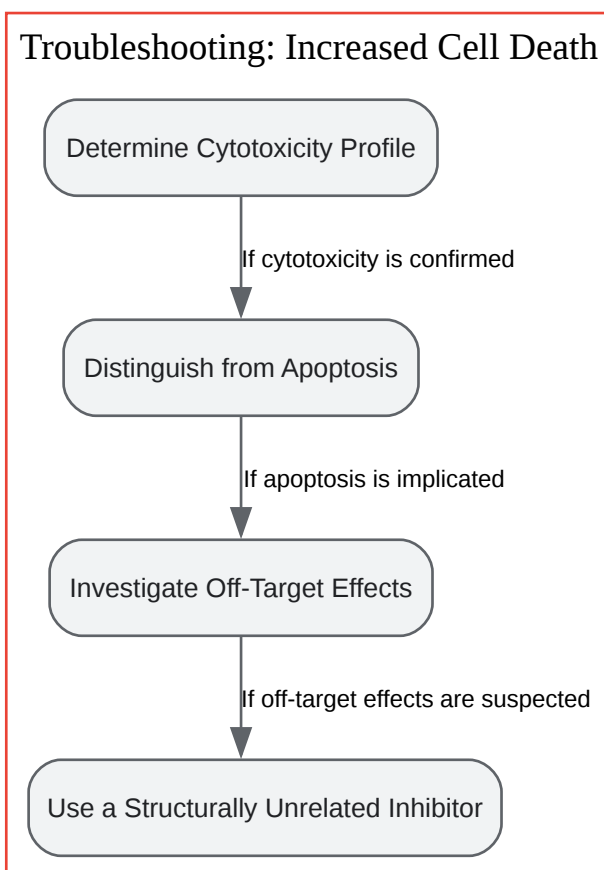 Troubleshooting: Increased Cell Death
Determine Cytotoxicity Profile
If cytotoxicity is confirmed
Distinguish from Apoptosis
If apoptosis is implicated
Investigate Off-Target Effects
If off-target effects are suspected
Use a Structurally Unrelated Inhibitor